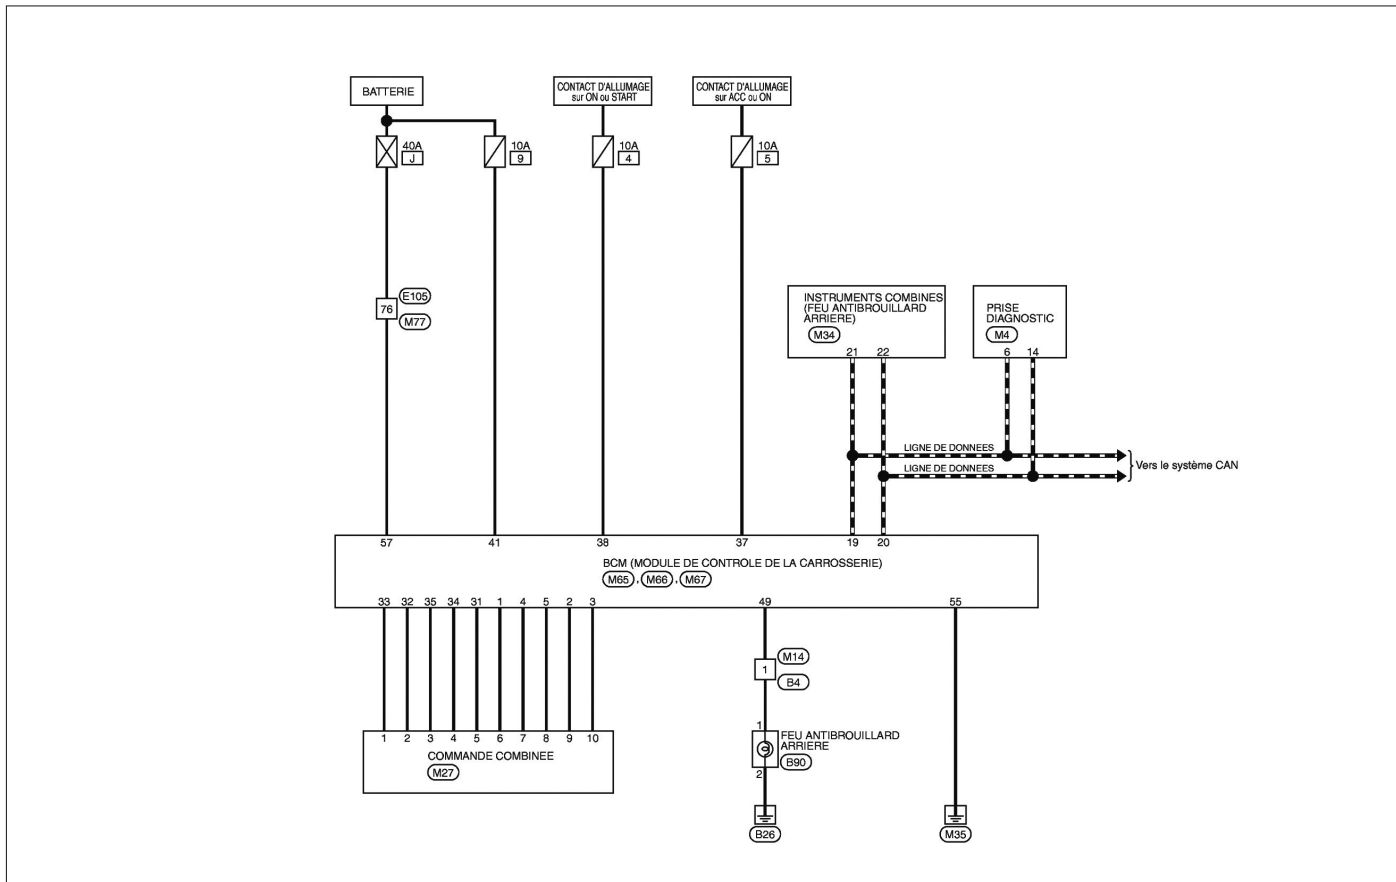 BATTERIE
CONTACT D'ALLUMAGE
sur ON ou START
CONTACT D'ALLUMAGE
sur ACC ou ON
40A
J
10A
9
10A
4
10A
5
76
E105
M77
INSTRUMENTS COMBINES
(FEU ANTIBROUILLARD
ARRIERE)
M34
21 22
PRISE
DIAGNOSTIC
M4
6 14
LIGNE DE DONNEES
LIGNE DE DONNEES
Vers le système CAN
57 41 38 37 19 20
BCM (MODULE DE CONTROLE DE LA CARROSSERIE)
M65 , M66 , M67
33 32 35 34 31 1 4 5 2 3 49 55
1
M14
B4
1 2 3 4 5 6 7 8 9 10
COMMANDE COMBINEE
M27
1
FEU ANTIBROUILLARD
ARRIERE
B90
2
B26
M35